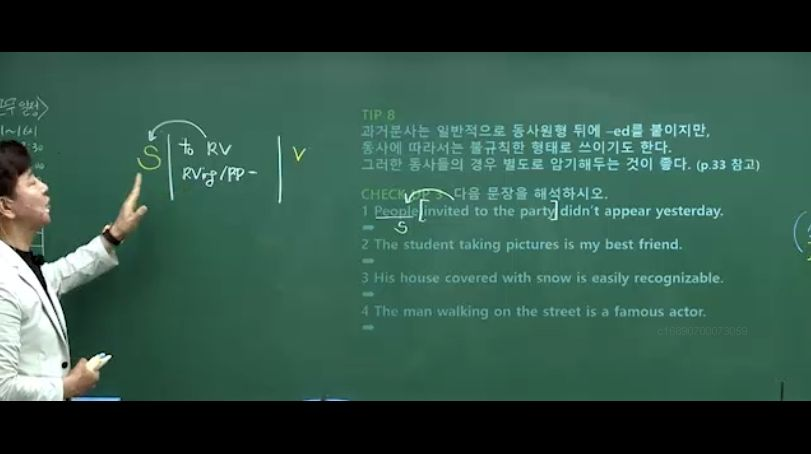 모두 일정>
S to RV V
RVing/PP -
TIP 8
과거분사는 일반적으로 동사원형 뒤에 –ed를 붙이지만,
동사에 따라서는 불규칙한 형태로 쓰이기도 한다.
그러한 동사들의 경우 별도로 암기해두는 것이 좋다. (p.33 참고)
CHECK UP 3 다음 문장을 해석하시오.
1 People [invited to the party] didn't appear yesterday.
S
➡
2 The student taking pictures is my best friend.
➡
3 His house covered with snow is easily recognizable.
➡
4 The man walking on the street is a famous actor.
➡
c16890700073059